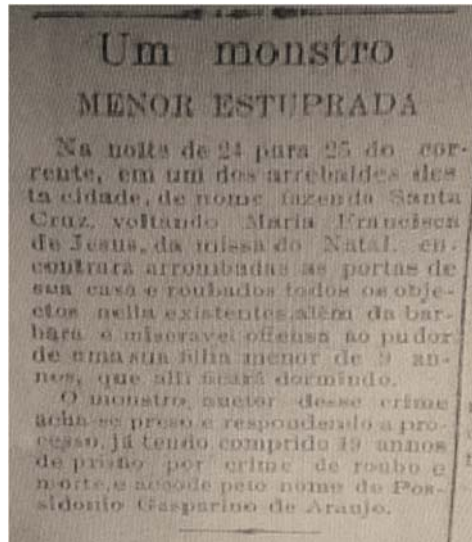 Um monstro
MENOR ESTUPRADA
Na noite de 24 para 25 do cor-
rente, em um dos arrebaldes des
ta cidade, de nome fazenda Santa
Cruz, voltando Maria Francisca
de Jesus, da missa do Natal, en-
contrará arrombadas as portas de
sua casa e roubados todos os obje-
ctos nella existentes, além da bar-
bara e miseravel offensa ao pudor
de uma sua filha menor de 9 an-
nos, que alli ficará dormindo.
O monstro, auctor desse crime
acha-se preso e respondendo a pro-
cesso, já tendo comprido 19 annos
de prisão por crime de roubo e
morte, e accode pelo nome de Pos-
sidonio Gasparino de Araujo.